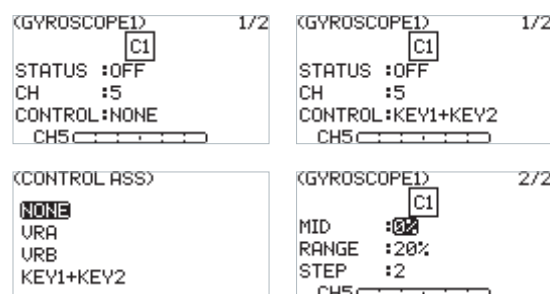 (GYROSCOPE1) 1/2
C1
STATUS :OFF
CH :5
CONTROL:NONE
CH5
(GYROSCOPE1) 1/2
C1
STATUS :OFF
CH :5
CONTROL:KEY1+KEY2
CH5
(CONTROL ASS)
NONE
VRA
VRB
KEY1+KEY2
(GYROSCOPE1) 2/2
C1
MID :0%
RANGE :20%
STEP :2
CH5